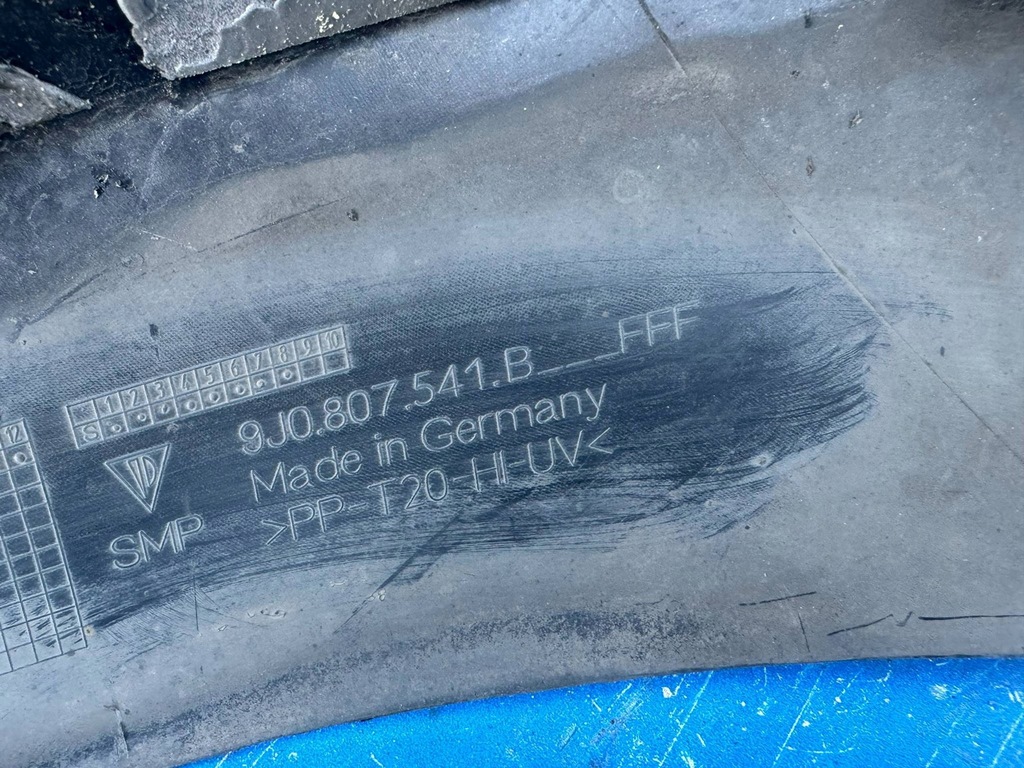 1 2 3 4 5 6 7 8 9 10
S
12
9J0.807.541.B___FFF
Made in Germany
SMP >PP-T20-HI-UV<